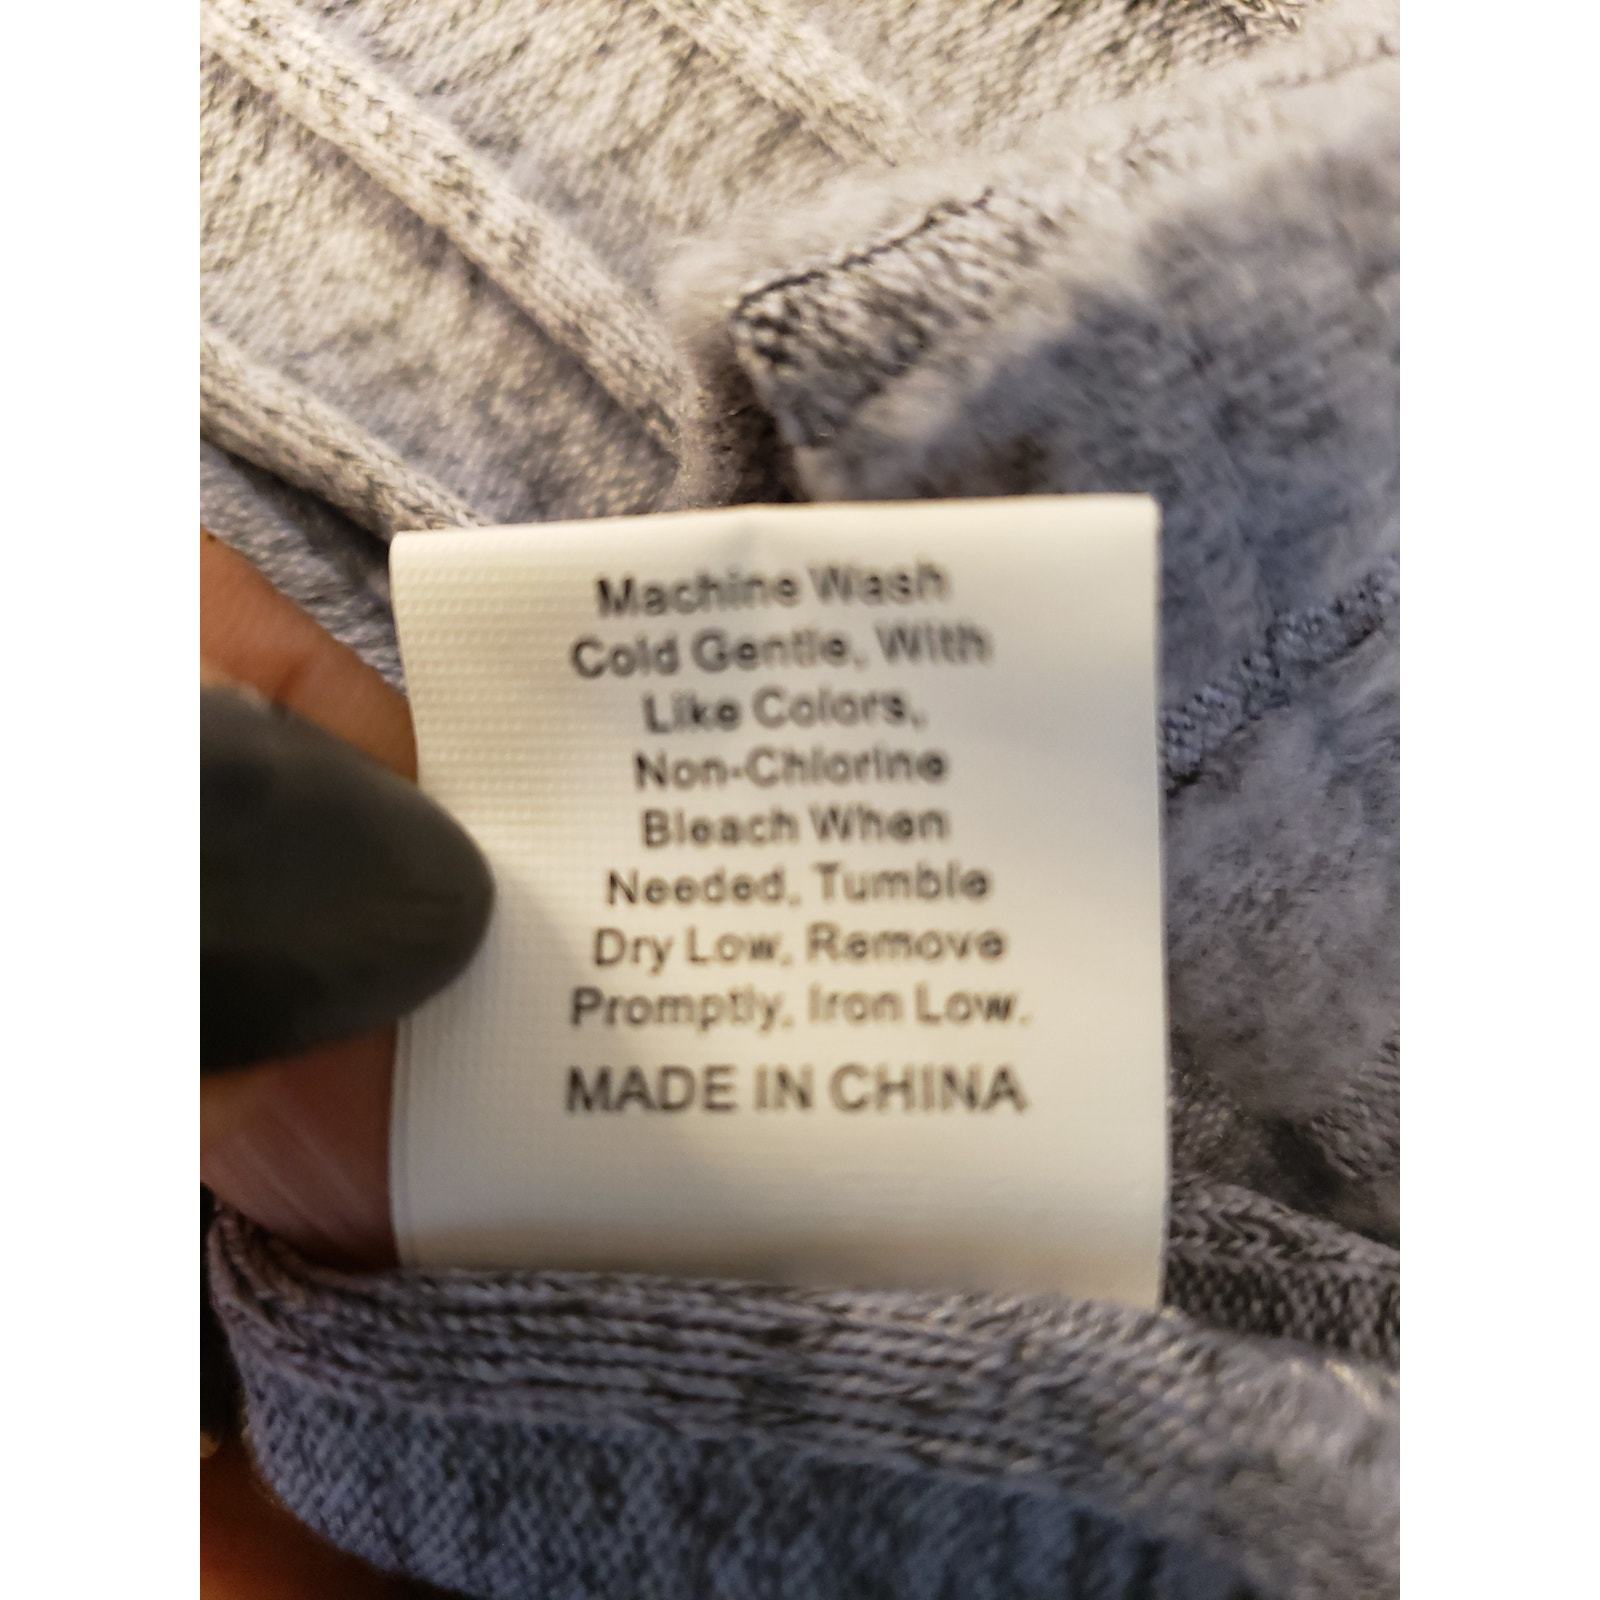 Machine Wash
Cold Gentle, With
Like Colors,
Non-Chlorine
Bleach When
Needed, Tumble
Dry Low, Remove
Promptly, Iron Low.
MADE IN CHINA